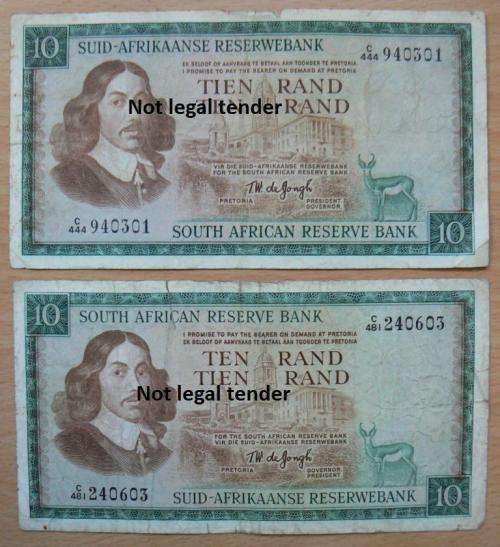 10 SUID-AFRIKAANSE RESERWEBANK
C/444 940301
EK BELOOF OM AANVRAAG TE BETAAL AAN TOONDER TE PRETORIA
I PROMISE TO PAY THE BEARER ON DEMAND AT PRETORIA
TIEN RAND
Not legal tender
RAND
VIR DIE SUID-AFRIKAANSE RESERWEBANK
FOR THE SOUTH AFRICAN RESERVE BANK
T.W. de Jongh
PRETORIA PRESIDENT
GOVERNOR
C/444 940301
SOUTH AFRICAN RESERVE BANK 10
10 SOUTH AFRICAN RESERVE BANK
C/481 240603
I PROMISE TO PAY THE BEARER ON DEMAND AT PRETORIA
EK BELOOF OM AANVRAAG TE BETAAL AAN TOONDER TE PRETORIA
TEN RAND
TIEN RAND
Not legal tender
FOR THE SOUTH AFRICAN RESERVE BANK
VIR DIE SUID-AFRIKAANSE RESERWEBANK
T.W. de Jongh
PRETORIA GOVERNOR
PRESIDENT
C/481 240603
SUID-AFRIKAANSE RESERWEBANK 10